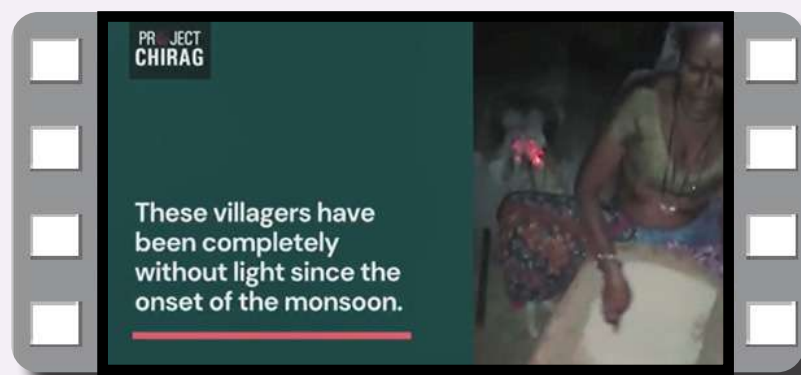 PROJECT
CHIRAG
These villagers have
been completely
without light since the
onset of the monsoon.